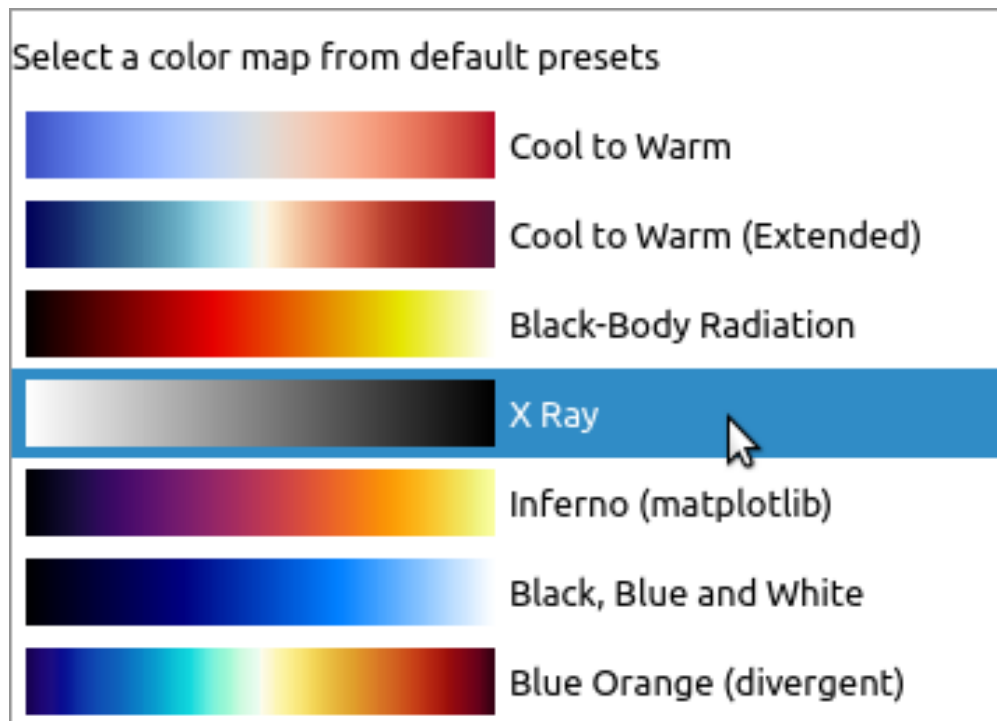 Select a color map from default presets
Cool to Warm
Cool to Warm (Extended)
Black-Body Radiation
X Ray
Inferno (matplotlib)
Black, Blue and White
Blue Orange (divergent)